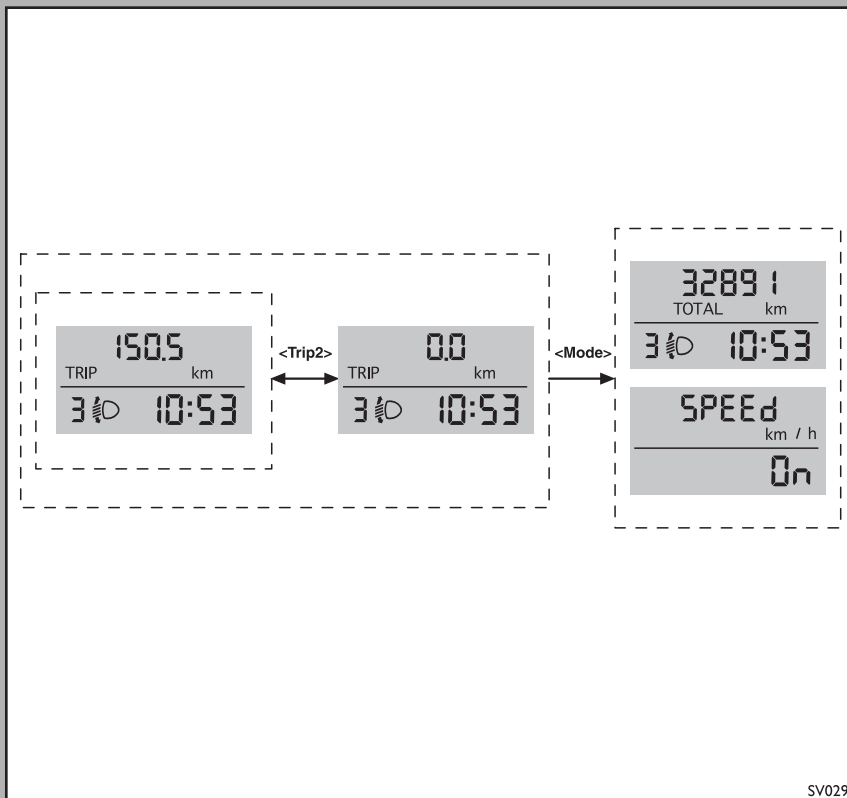 150.5
TRIP km
3 10:53
<Trip2>
0.0
TRIP km
3 10:53
<Mode>
32891
TOTAL km
3 10:53
SPEEd
km / h
On
SV029